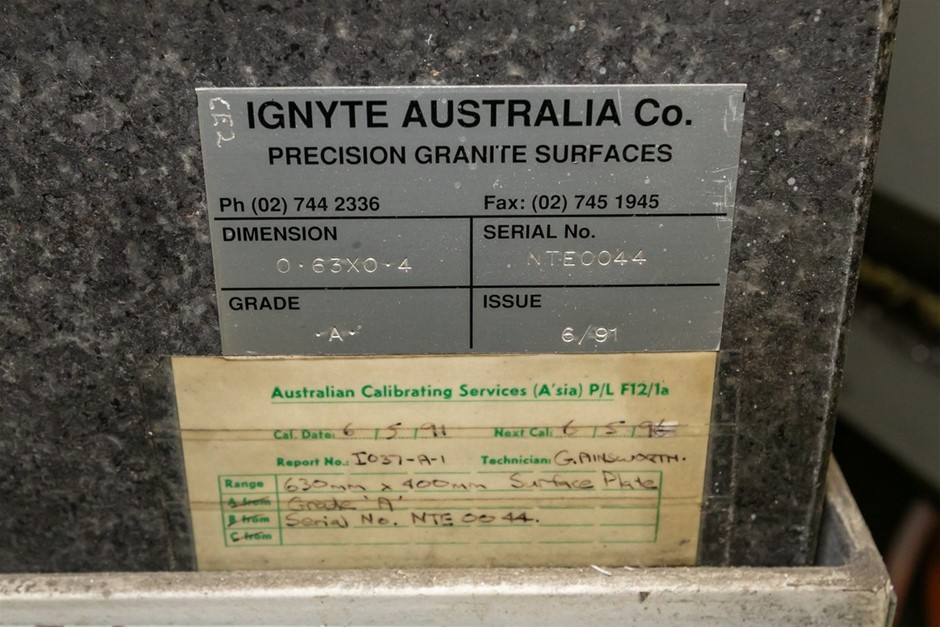 CE2
IGNYTE AUSTRALIA Co.
PRECISION GRANITE SURFACES
Ph (02) 744 2336 Fax: (02) 745 1945
DIMENSION SERIAL No.
0·63X0·4 NTE0044
GRADE ISSUE
·A· 6/91
Australian Calibrating Services (A'sia) P/L F12/1a
Cal. Date: 6 / 5 / 91 Next Cal: 6 / 5 /
Report No.: I037-A-1 Technician: G.AINSWORTH.
Range 630mm x 400mm Surface Plate
A from Grade 'A'
B from Serial No. NTE 0044.
C from